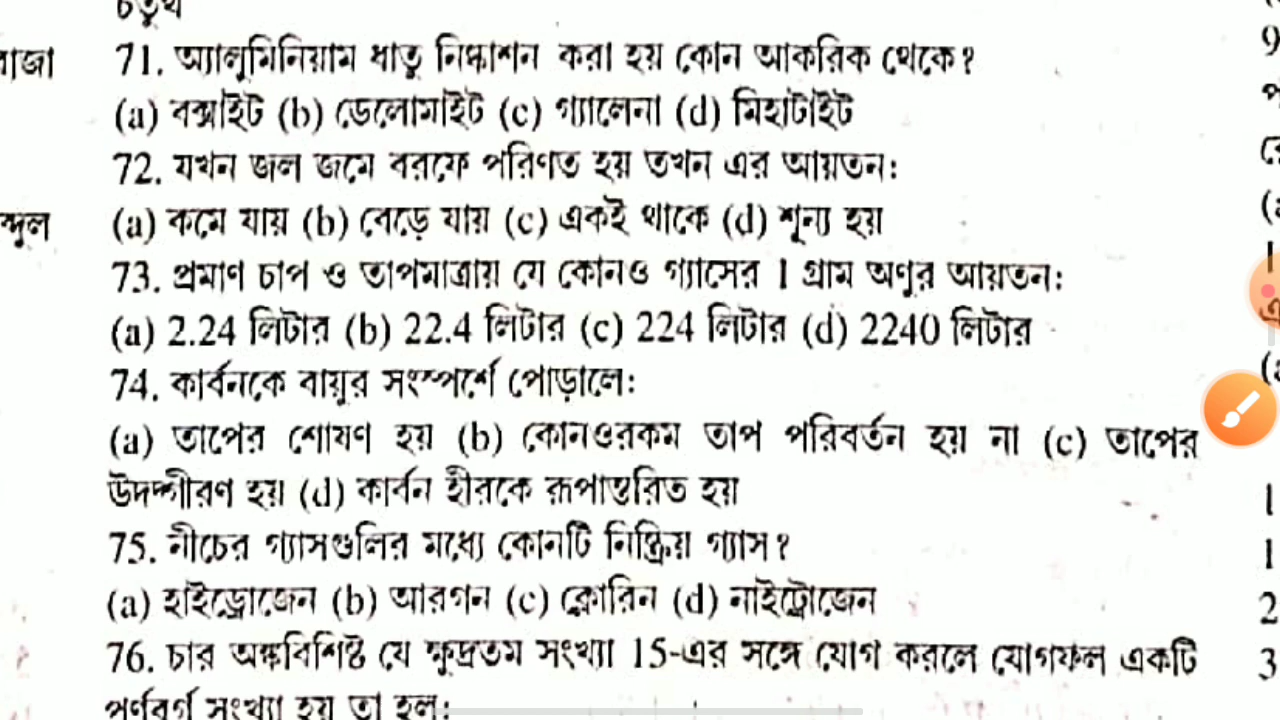 চতুর্থ
71. অ্যালুমিনিয়াম ধাতু নিষ্কাশন করা হয় কোন আকরিক থেকে?
(a) বক্সাইট (b) ডেলোমাইট (c) গ্যালেনা (d) মিহাটাইট
72. যখন জল জমে বরফে পরিণত হয় তখন এর আয়তন:
(a) কমে যায় (b) বেড়ে যায় (c) একই থাকে (d) শূন্য হয়
73. প্রমাণ চাপ ও তাপমাত্রায় যে কোনও গ্যাসের 1 গ্রাম অণুর আয়তন:
(a) 2.24 লিটার (b) 22.4 লিটার (c) 224 লিটার (d) 2240 লিটার
74. কার্বনকে বায়ুর সংস্পর্শে পোড়ালে:
(a) তাপের শোষণ হয় (b) কোনওরকম তাপ পরিবর্তন হয় না (c) তাপের
উদ্গীরণ হয় (d) কার্বন হীরকে রূপান্তরিত হয়
75. নীচের গ্যাসগুলির মধ্যে কোনটি নিষ্ক্রিয় গ্যাস?
(a) হাইড্রোজেন (b) আরগন (c) ক্লোরিন (d) নাইট্রোজেন
76. চার অঙ্কবিশিষ্ট যে ক্ষুদ্রতম সংখ্যা 15-এর সঙ্গে যোগ করলে যোগফল একটি
পূর্ণবর্গ সংখ্যা হয় তা হল: